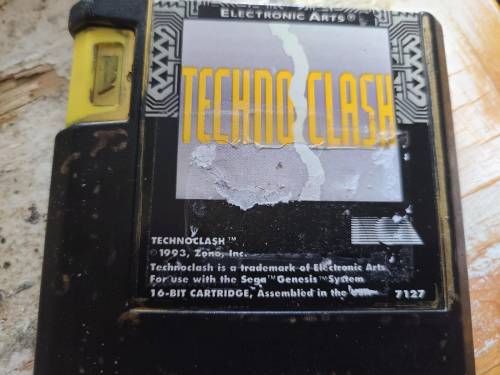 ELECTRONIC ARTS®
TECHNO CLASH
TECHNOCLASH™
©1993, Zono, Inc.
Technoclash is a trademark of Electronic Arts
For use with the Sega™ Genesis™ System
16-BIT CARTRIDGE, Assembled in the
7127